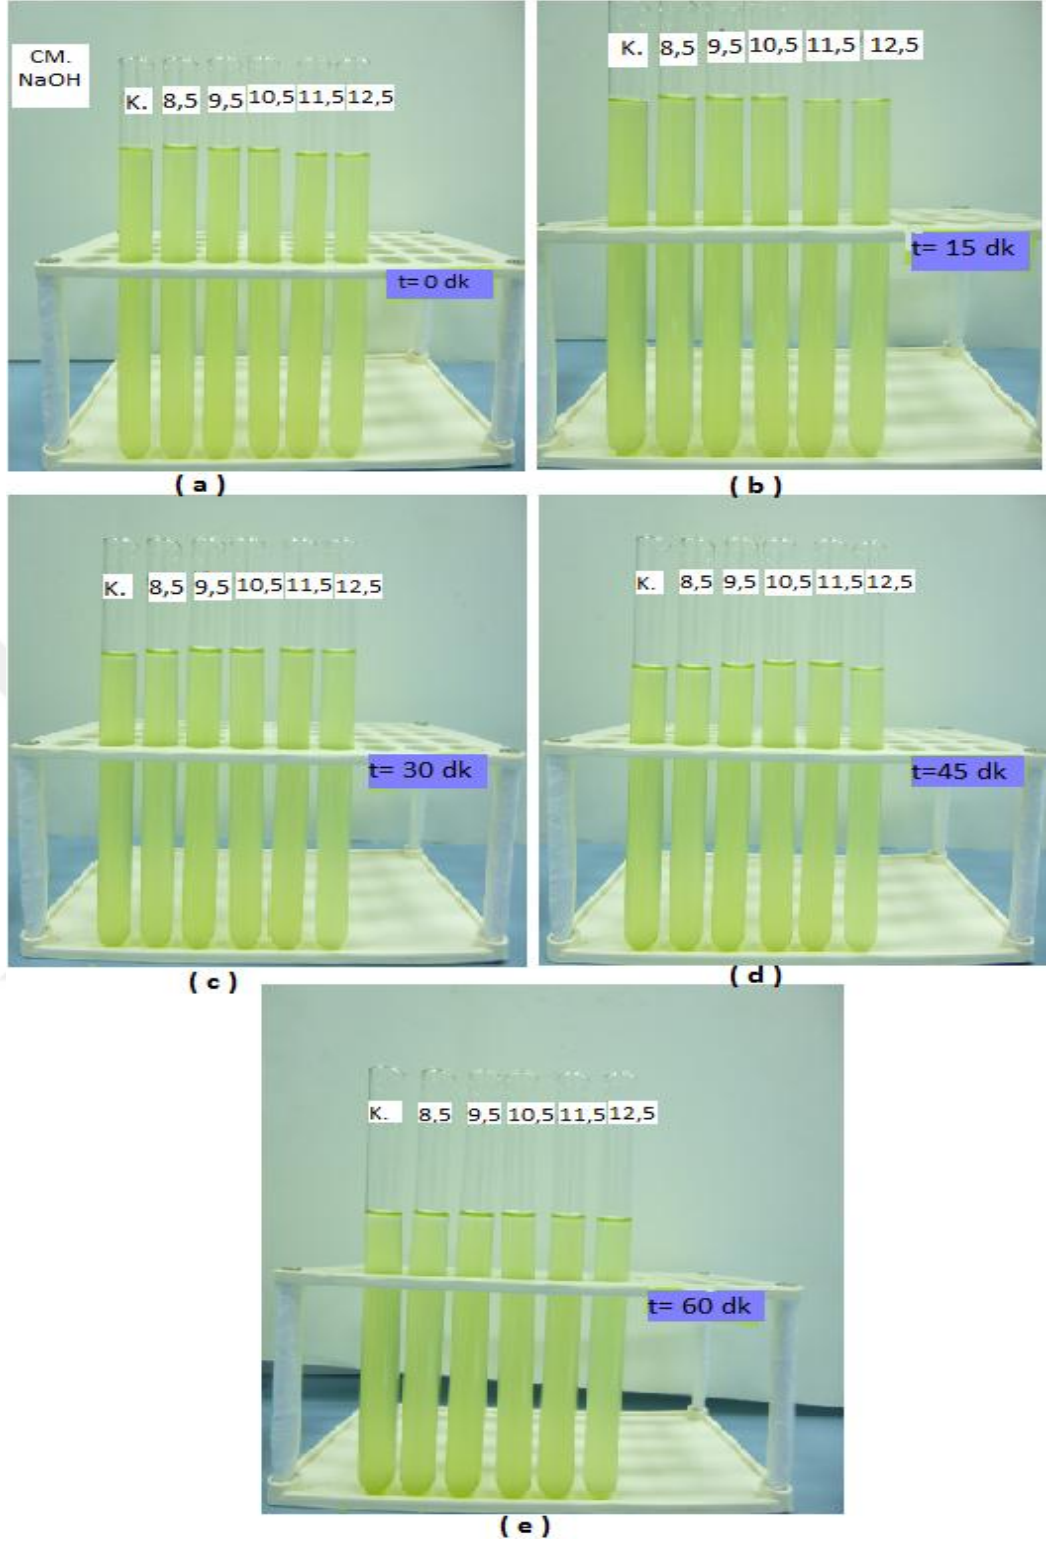 CM.
NaOH
K. 8,5 9,5 10,5 11,5 12,5
t= 0 dk
( a )
K. 8,5 9,5 10,5 11,5 12,5
t= 15 dk
( b )
K. 8,5 9,5 10,5 11,5 12,5
t= 30 dk
( c )
K. 8,5 9,5 10,5 11,5 12,5
t=45 dk
( d )
K. 8,5 9,5 10,5 11,5 12,5
t= 60 dk
( e )